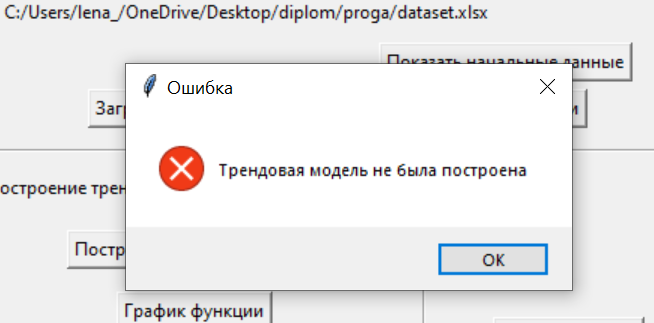 C:/Users/lena_/OneDrive/Desktop/diplom/proga/dataset.xlsx
Показать начальные данные
Ошибка
Трендовая модель не была построена
OK
График функции